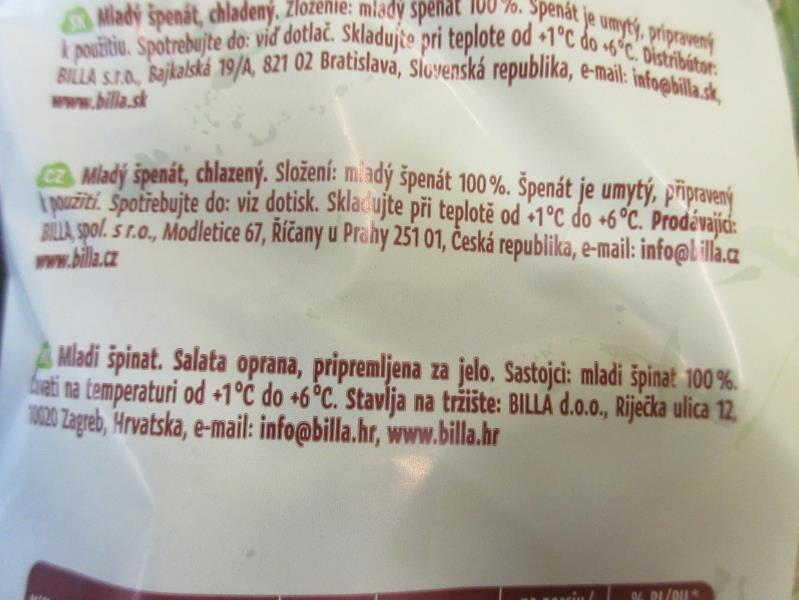 SK Mladý špenát, chladený. Zloženie: mladý špenát 100 %. Špenát je umytý, pripravený
k použitiu. Spotrebujte do: viď dotlač. Skladujte pri teplote od +1°C do +6°C. Distribútor:
BILLA s.r.o., Bajkalská 19/A, 821 02 Bratislava, Slovenská republika, e-mail: info@billa.sk,
www.billa.sk
CZ Mladý špenát, chlazený. Složení: mladý špenát 100 %. Špenát je umytý, připravený
k použití. Spotřebujte do: viz dotisk. Skladujte při teplotě od +1°C do +6°C. Prodávající:
BILLA, spol. s r.o., Modletice 67, Říčany u Prahy 251 01, Česká republika, e-mail: info@billa.cz
www.billa.cz
Mladi špinat. Salata oprana, pripremljena za jelo. Sastojci: mladi špinat 100 %.
Čuvati na temperaturi od +1°C do +6°C. Stavlja na tržište: BILLA d.o.o., Riječka ulica 12,
10020 Zagreb, Hrvatska, e-mail: info@billa.hr, www.billa.hr
% RI/PU*